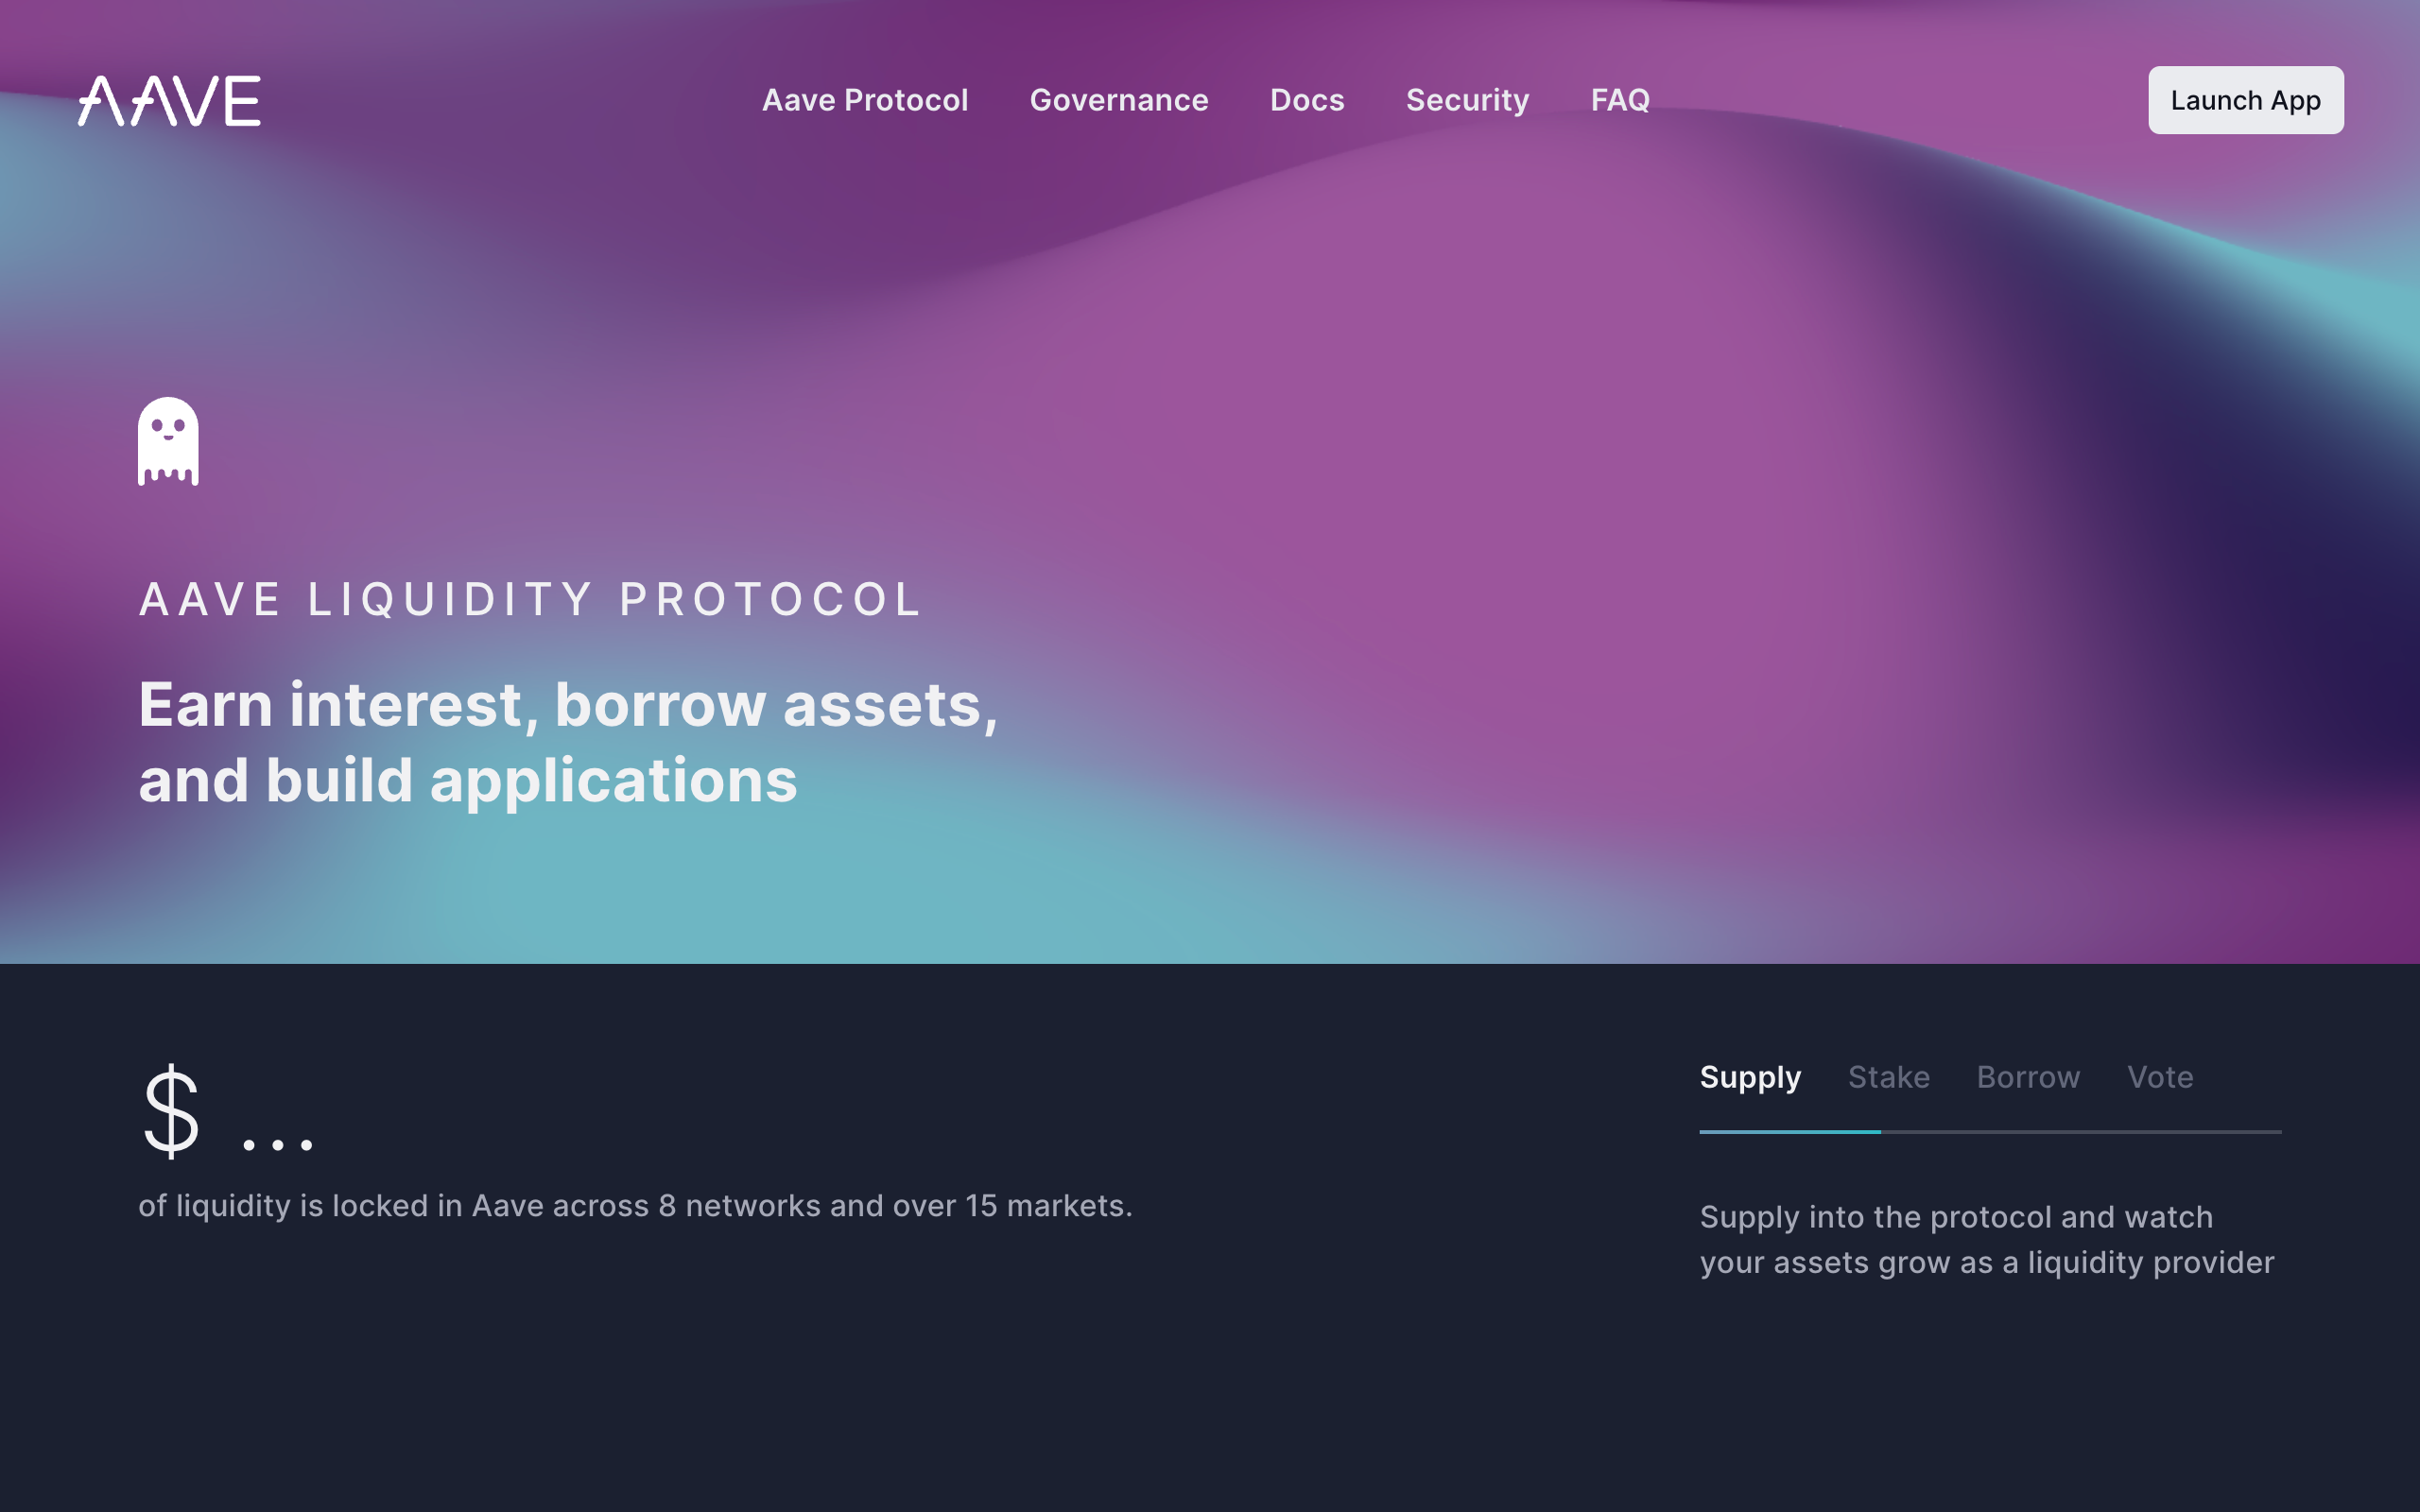 AAVE
Aave Protocol
Governance
Docs
Security
FAQ
Launch App
AAVE LIQUIDITY PROTOCOL
Earn interest, borrow assets,
and build applications
$ ...
of liquidity is locked in Aave across 8 networks and over 15 markets.
Supply
Stake
Borrow
Vote
Supply into the protocol and watch
your assets grow as a liquidity provider